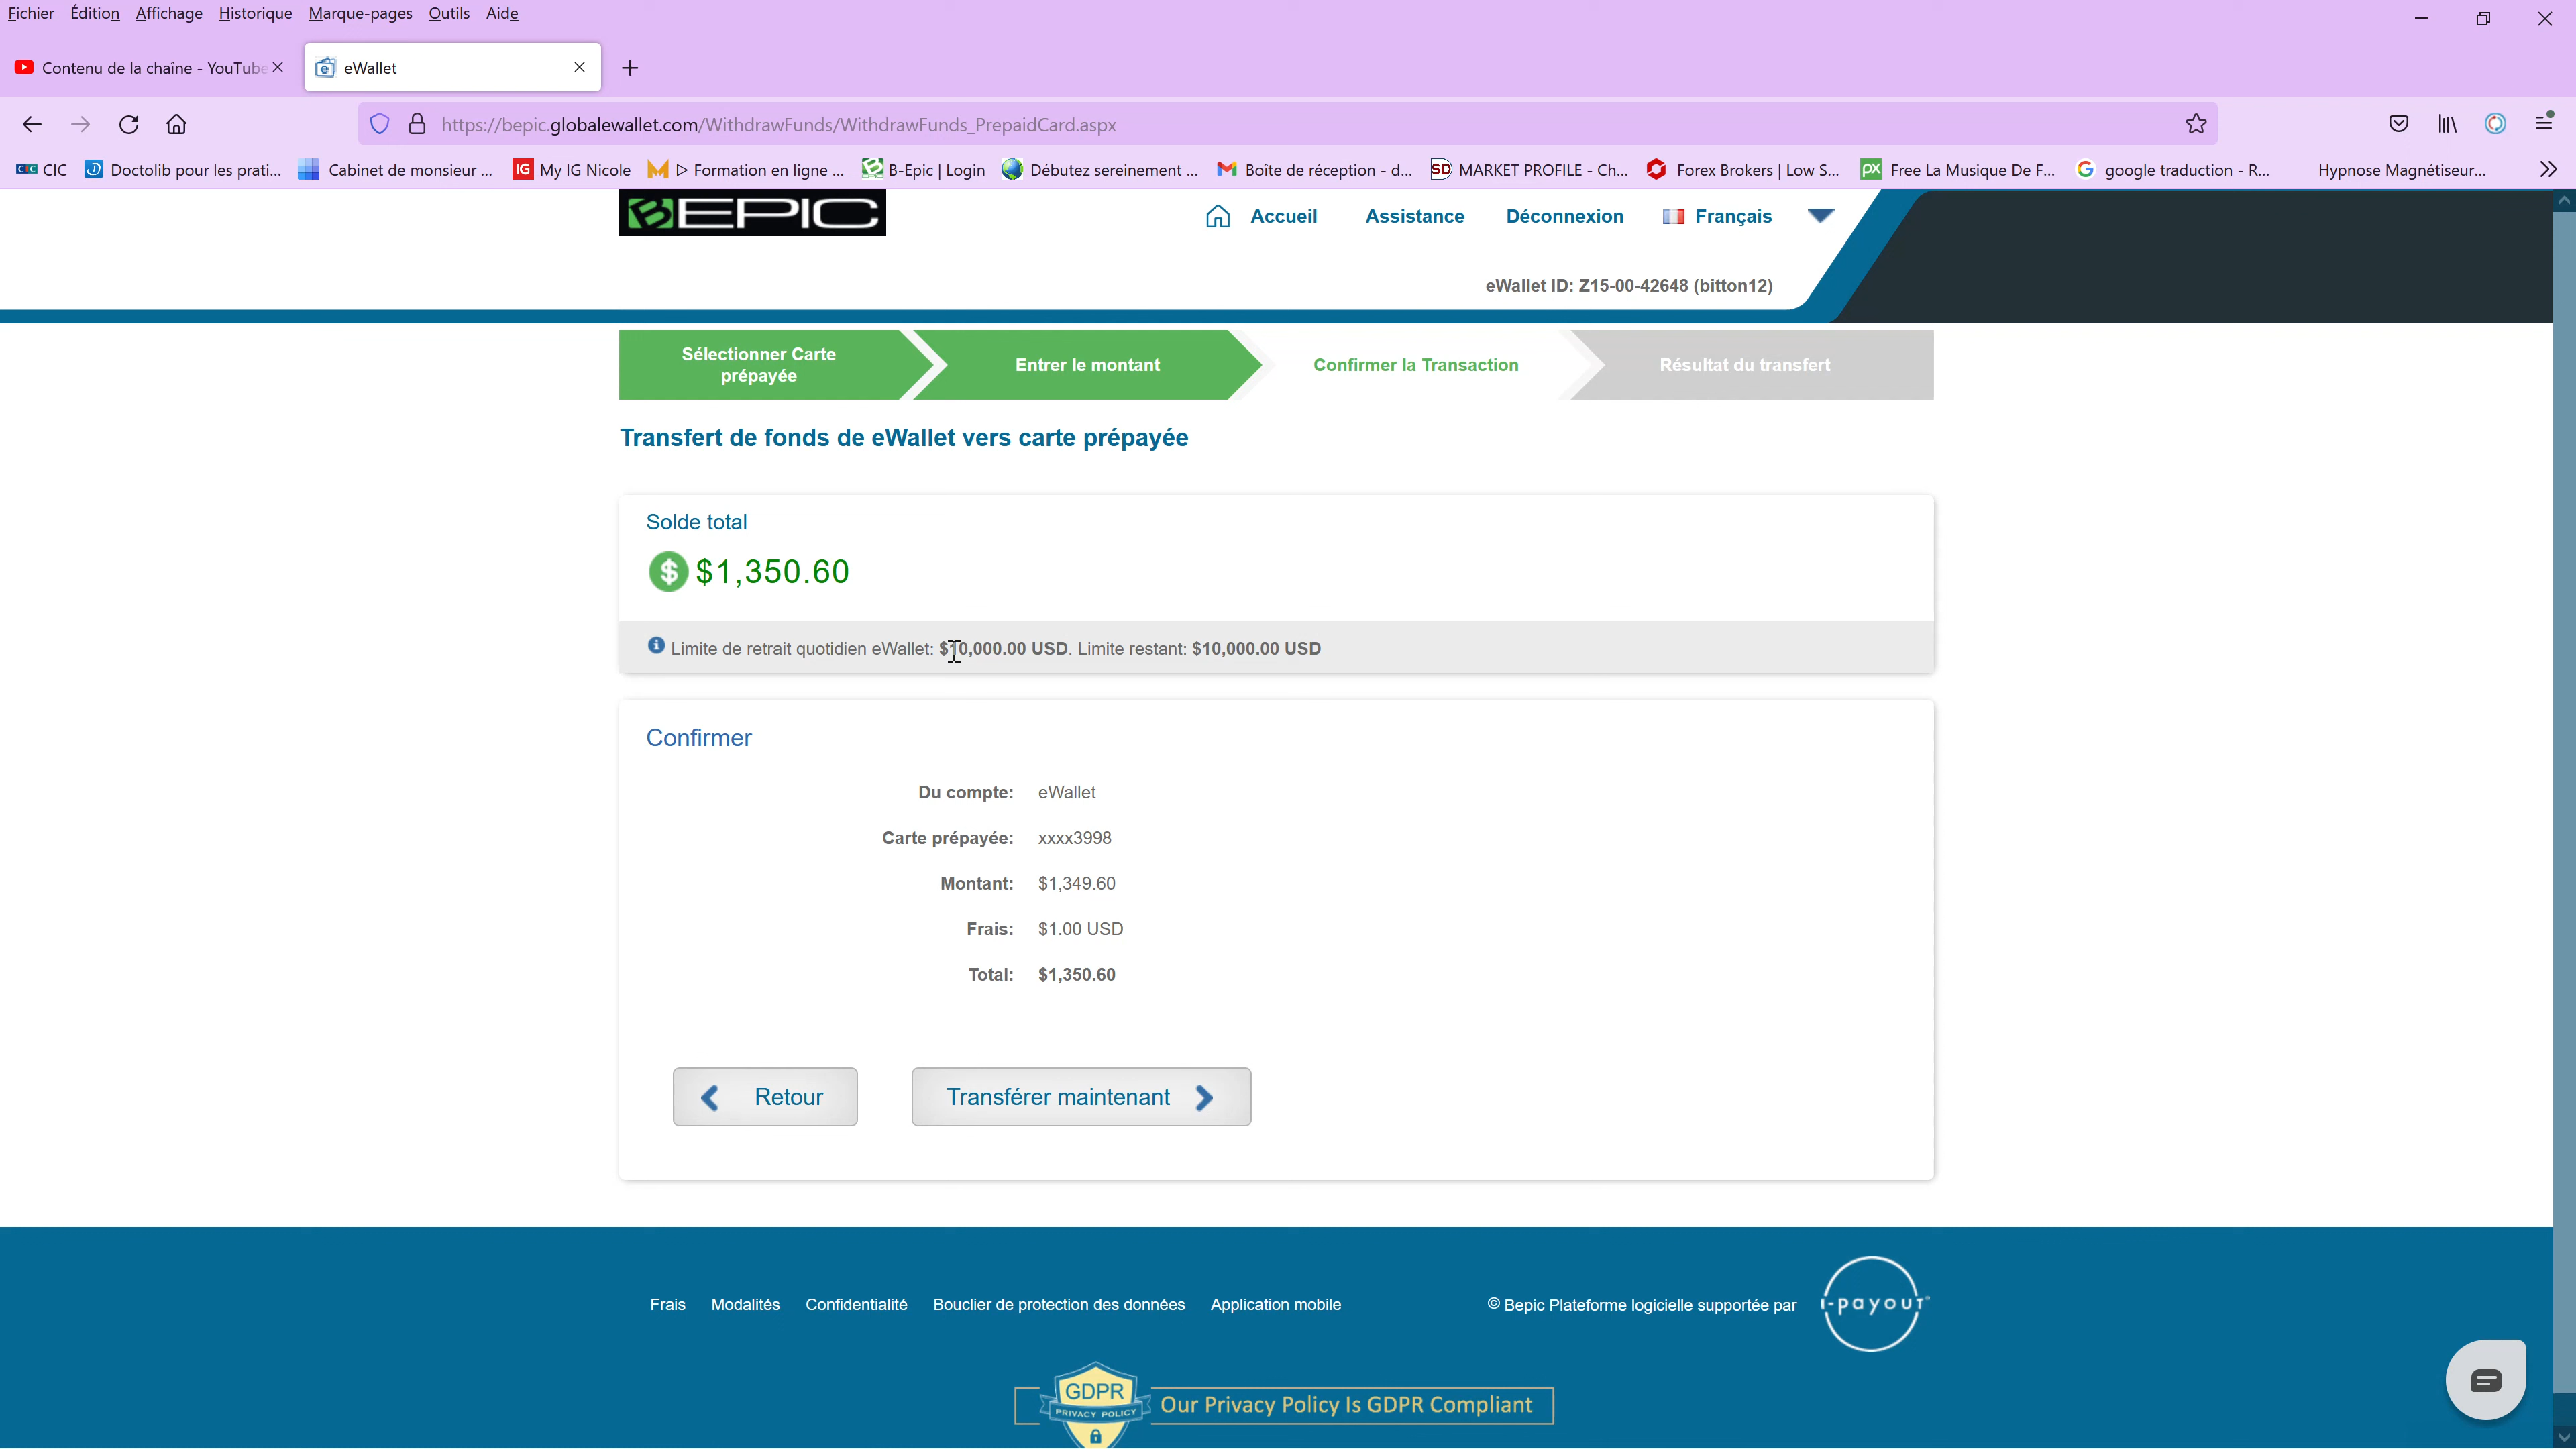 Fichier Édition Affichage Historique Marque-pages Outils Aide
Contenu de la chaîne - YouTube
eWallet
https://bepic.globalewallet.com/WithdrawFunds/WithdrawFunds_PrepaidCard.aspx
CIC Doctolib pour les prati... Cabinet de monsieur ... IG My IG Nicole ▷ Formation en ligne ... B-Epic | Login Débutez sereinement ... Boîte de réception - d... SD MARKET PROFILE - Ch... Forex Brokers | Low S... px Free La Musique De F... google traduction - R... Hypnose Magnétiseur...
BEPIC
Accueil Assistance Déconnexion Français
eWallet ID: Z15-00-42648 (bitton12)
Sélectionner Carte
prépayée
Entrer le montant
Confirmer la Transaction
Résultat du transfert
Transfert de fonds de eWallet vers carte prépayée
Solde total
$1,350.60
Limite de retrait quotidien eWallet: $10,000.00 USD. Limite restant: $10,000.00 USD
Confirmer
Du compte: eWallet
Carte prépayée: xxxx3998
Montant: $1,349.60
Frais: $1.00 USD
Total: $1,350.60
Retour
Transférer maintenant
Frais Modalités Confidentialité Bouclier de protection des données Application mobile
© Bepic Plateforme logicielle supportée par
i-payout™
GDPR
PRIVACY POLICY
Our Privacy Policy Is GDPR Compliant